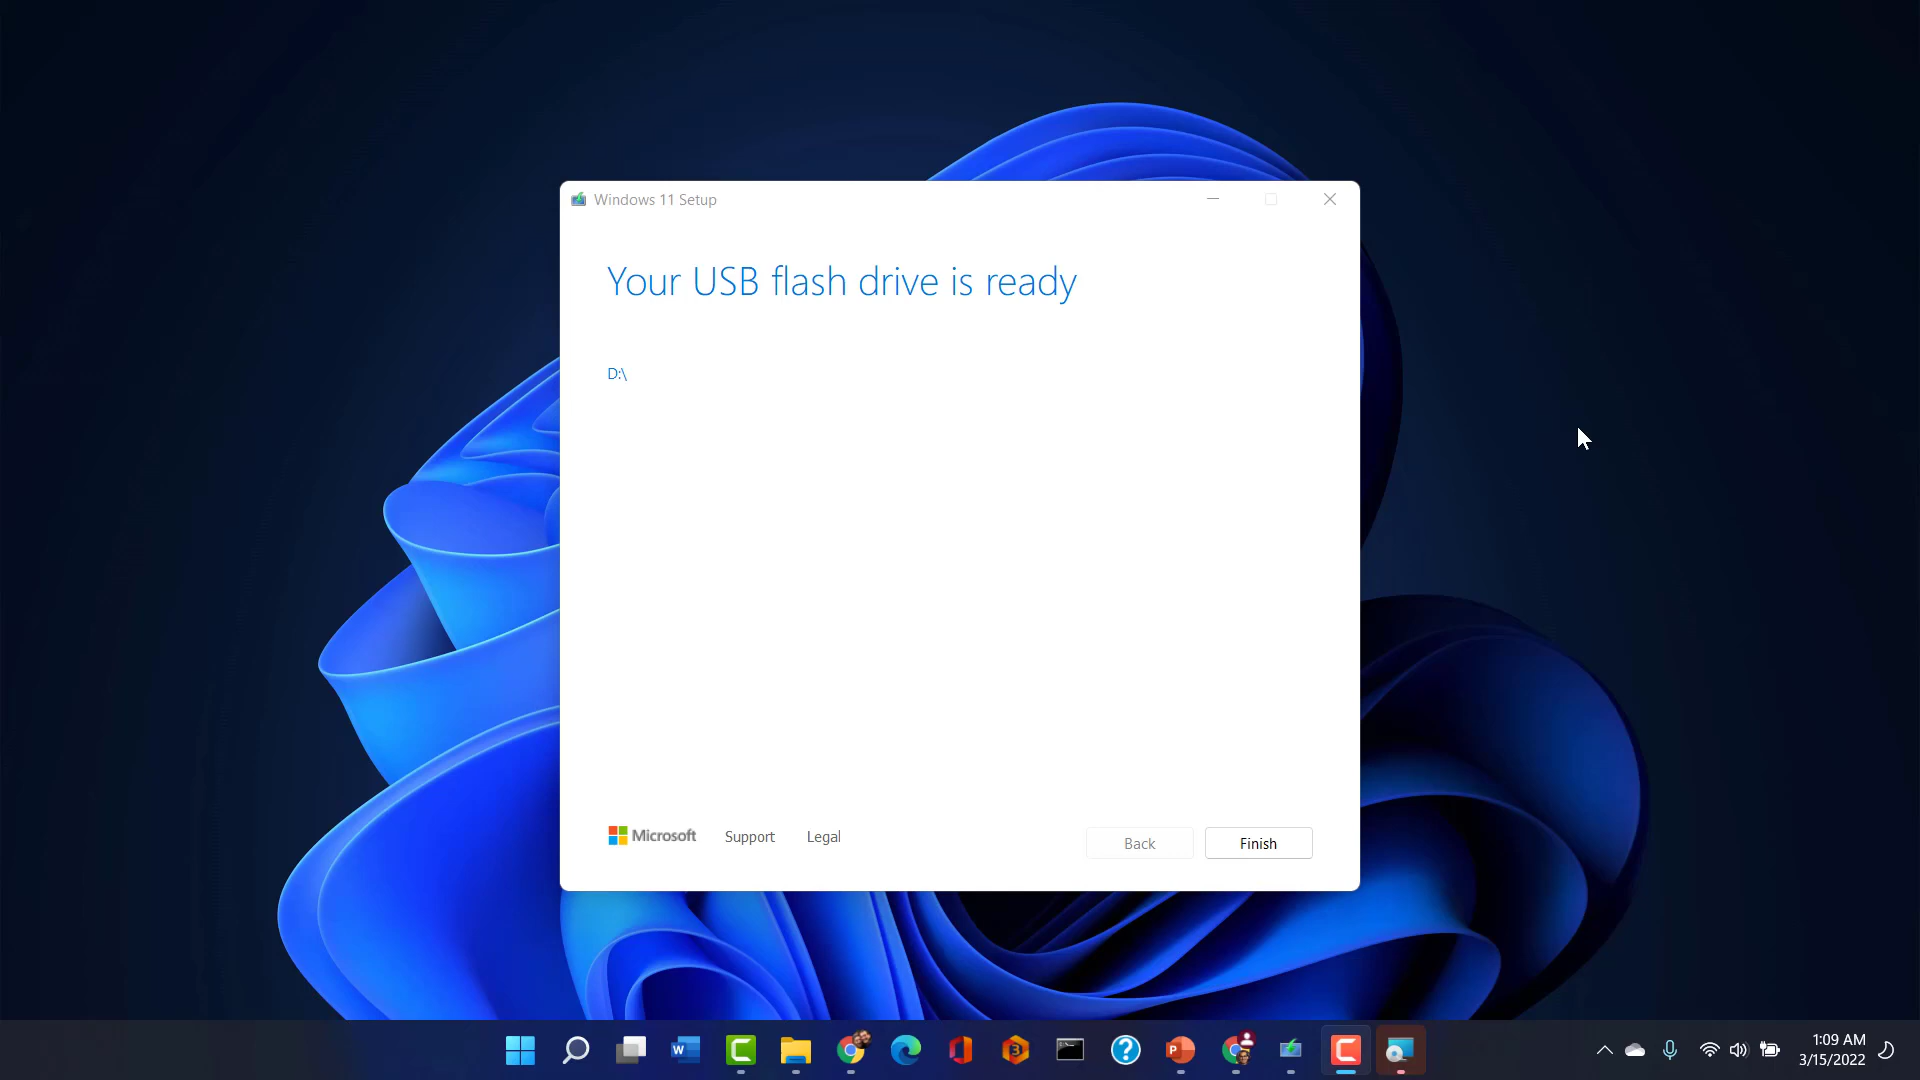 Windows 11 Setup
Your USB flash drive is ready
D:\
Microsoft
Support
Legal
Back
Finish
1:09 AM
3/15/2022